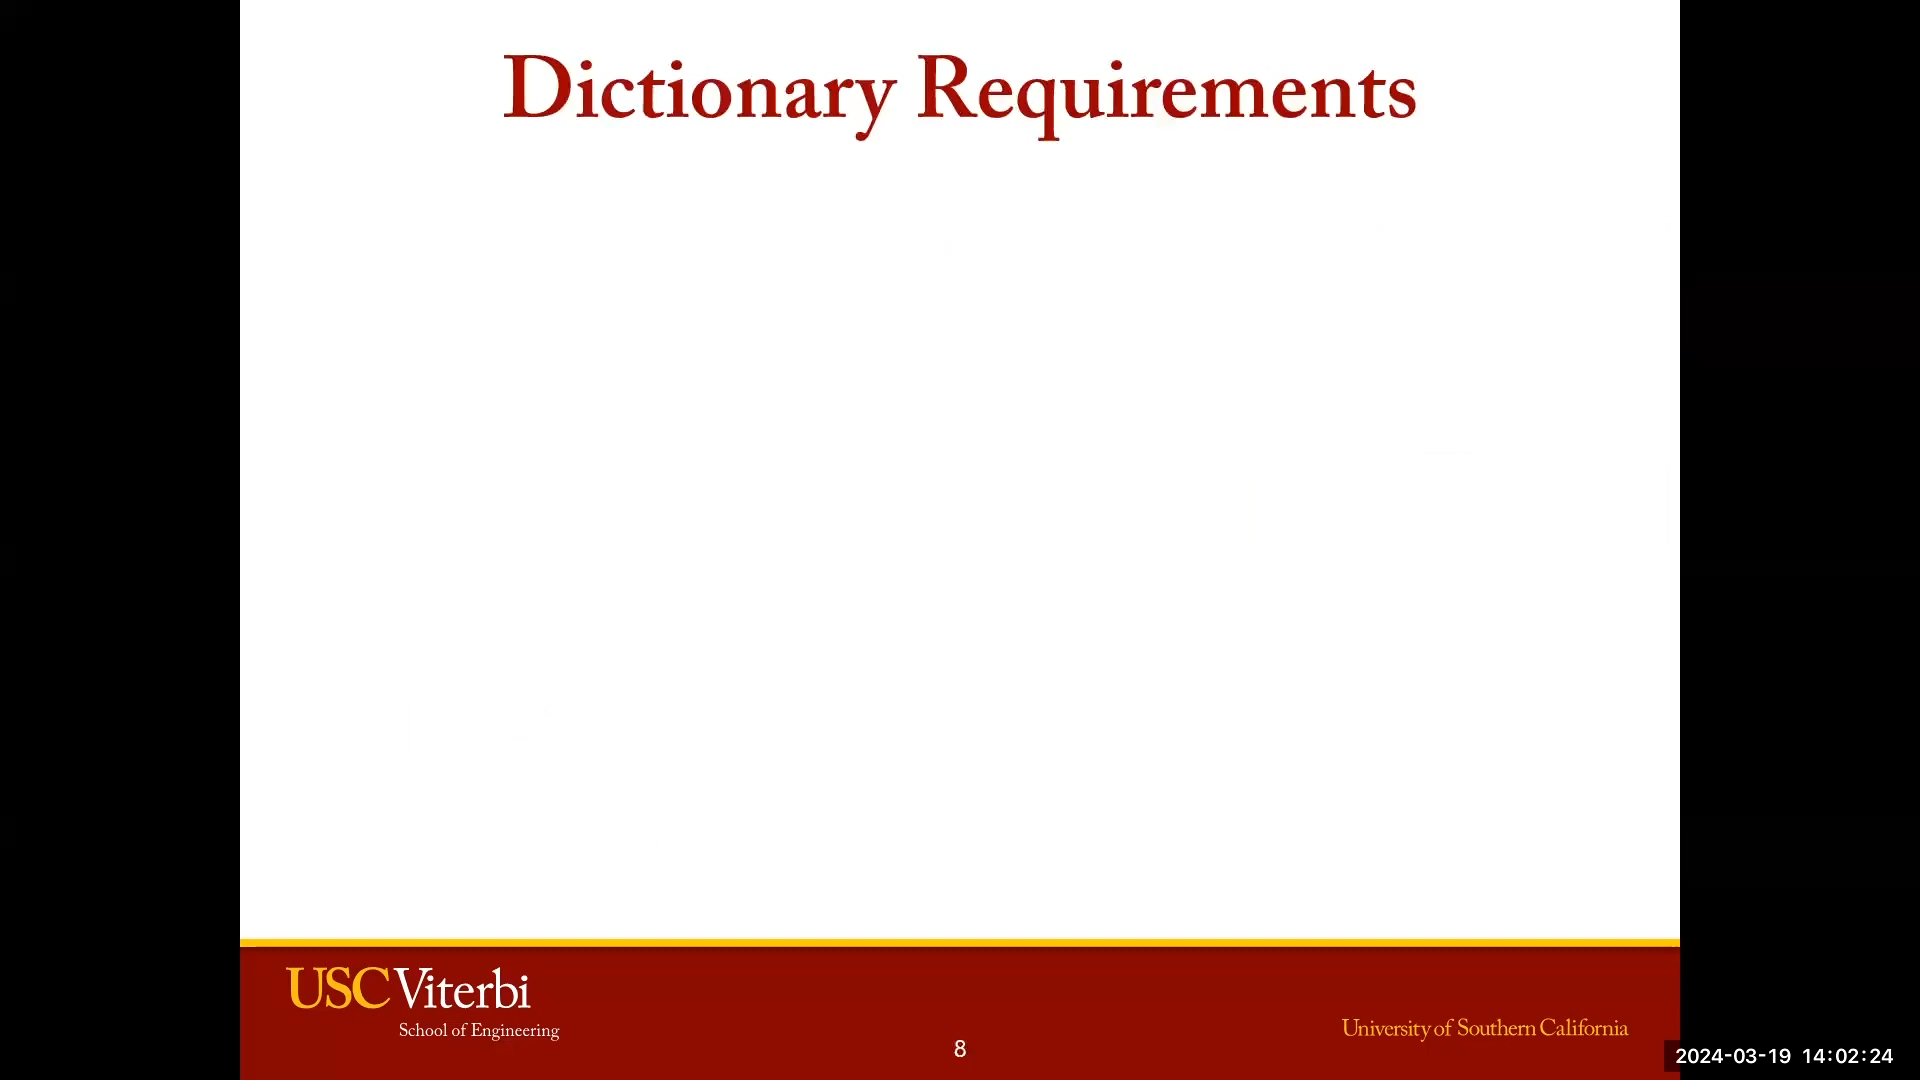 Dictionary Requirements
USC Viterbi
School of Engineering
8
University of Southern California
2024-03-19 14:02:24